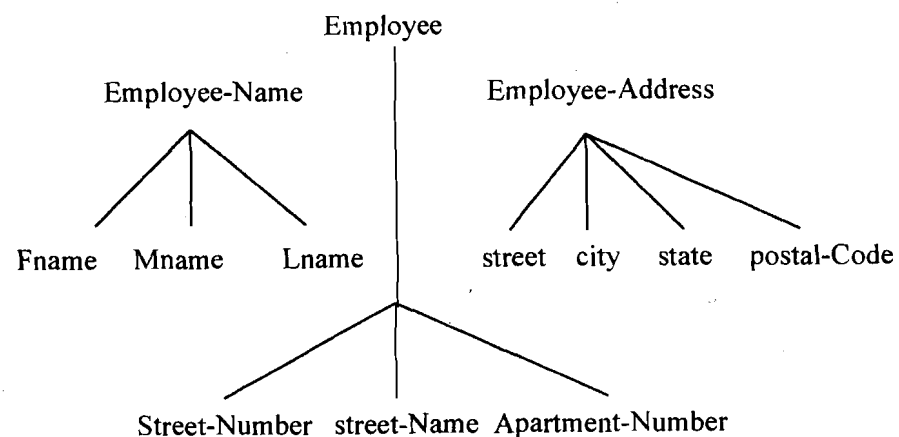 Employee
Employee-Name Employee-Address
Fname Mname Lname street city state postal-Code
Street-Number street-Name Apartment-Number